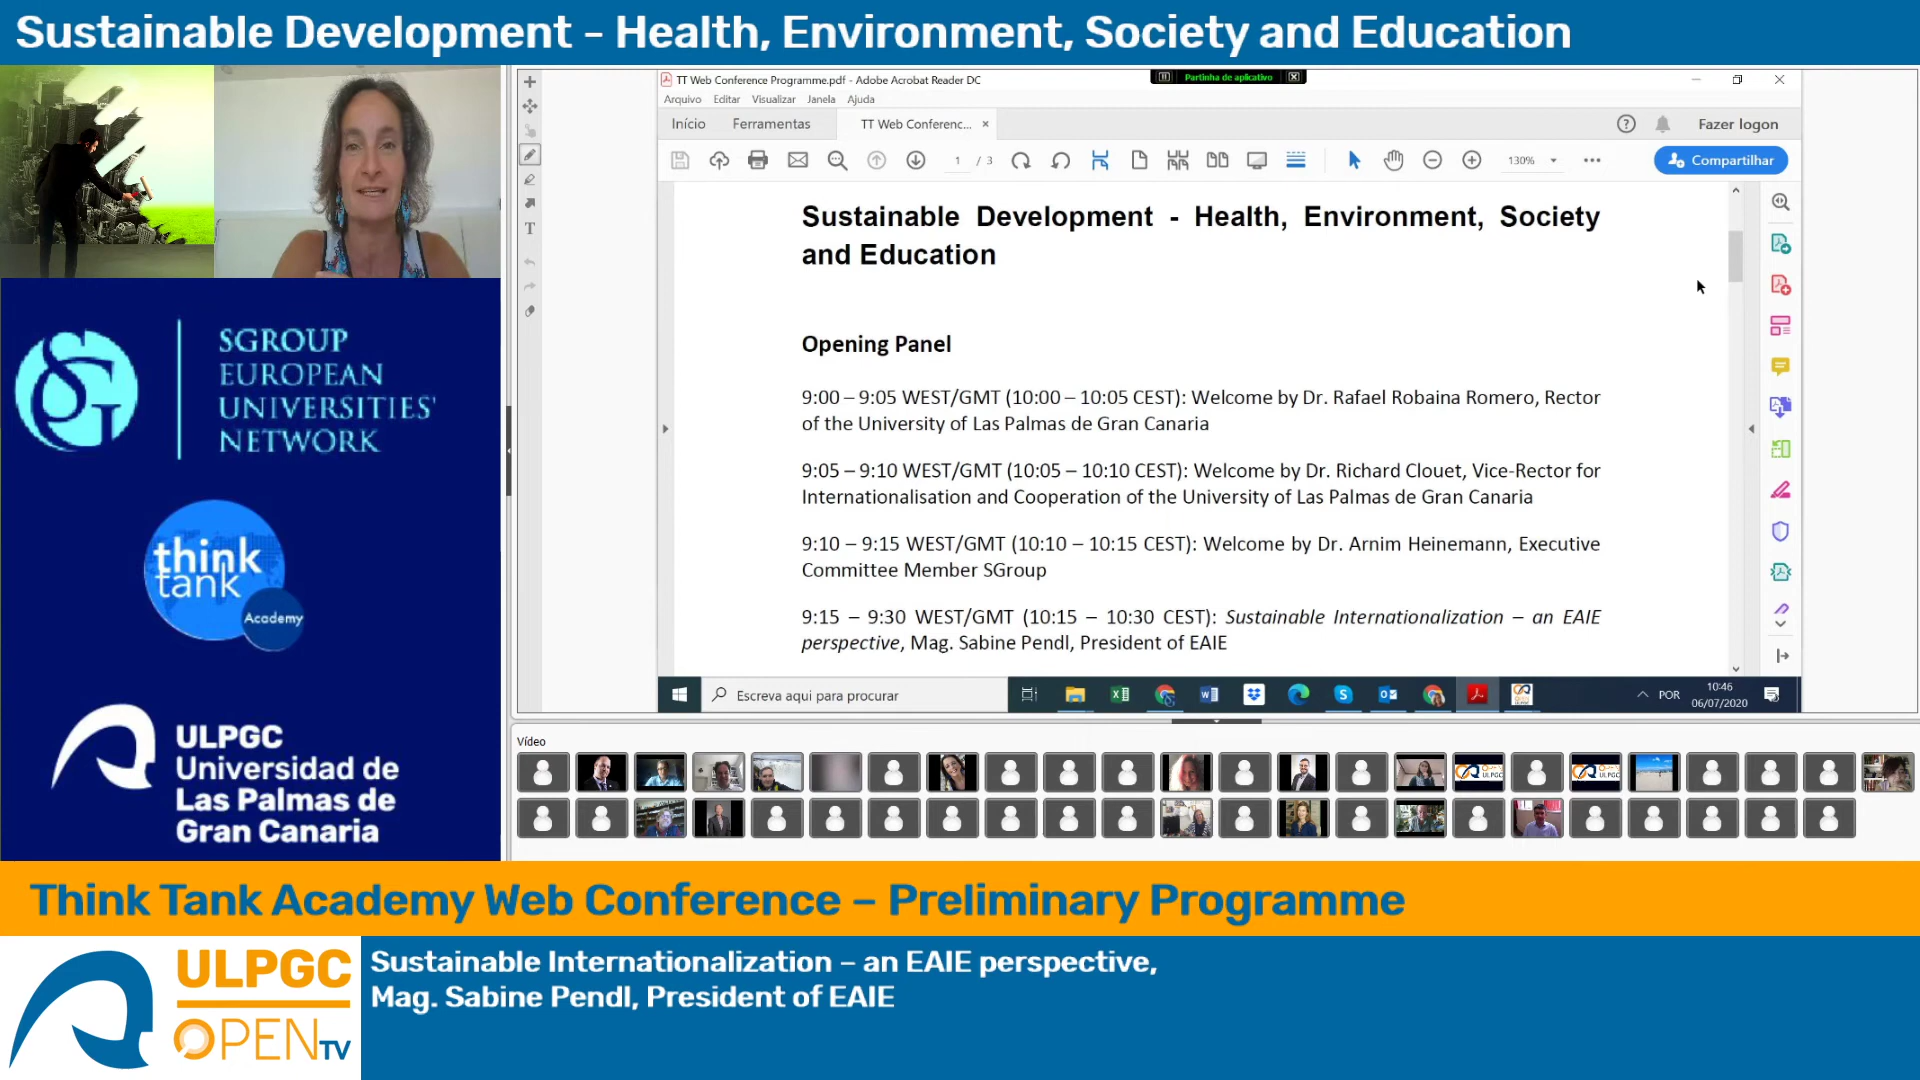 Sustainable Development - Health, Environment, Society and Education
TT Web Conference Programme.pdf - Adobe Acrobat Reader DC
Partinha de aplicativo
Arquivo Editar Visualizar Janela Ajuda
Início Ferramentas TT Web Conferenc... × Fazer logon
1 / 3 130% Compartilhar
Sustainable Development - Health, Environment, Society
and Education
Opening Panel
9:00 – 9:05 WEST/GMT (10:00 – 10:05 CEST): Welcome by Dr. Rafael Robaina Romero, Rector
of the University of Las Palmas de Gran Canaria
9:05 – 9:10 WEST/GMT (10:05 – 10:10 CEST): Welcome by Dr. Richard Clouet, Vice-Rector for
Internationalisation and Cooperation of the University of Las Palmas de Gran Canaria
9:10 – 9:15 WEST/GMT (10:10 – 10:15 CEST): Welcome by Dr. Arnim Heinemann, Executive
Committee Member SGroup
9:15 – 9:30 WEST/GMT (10:15 – 10:30 CEST): Sustainable Internationalization – an EAIE
perspective, Mag. Sabine Pendl, President of EAIE
Escreva aqui para procurar
POR
10:46
06/07/2020
SGROUP
EUROPEAN
UNIVERSITIES'
NETWORK
think
tank
Academy
ULPGC
Universidad de
Las Palmas de
Gran Canaria
Vídeo
Think Tank Academy Web Conference – Preliminary Programme
ULPGC
OPEN TV
Sustainable Internationalization – an EAIE perspective,
Mag. Sabine Pendl, President of EAIE